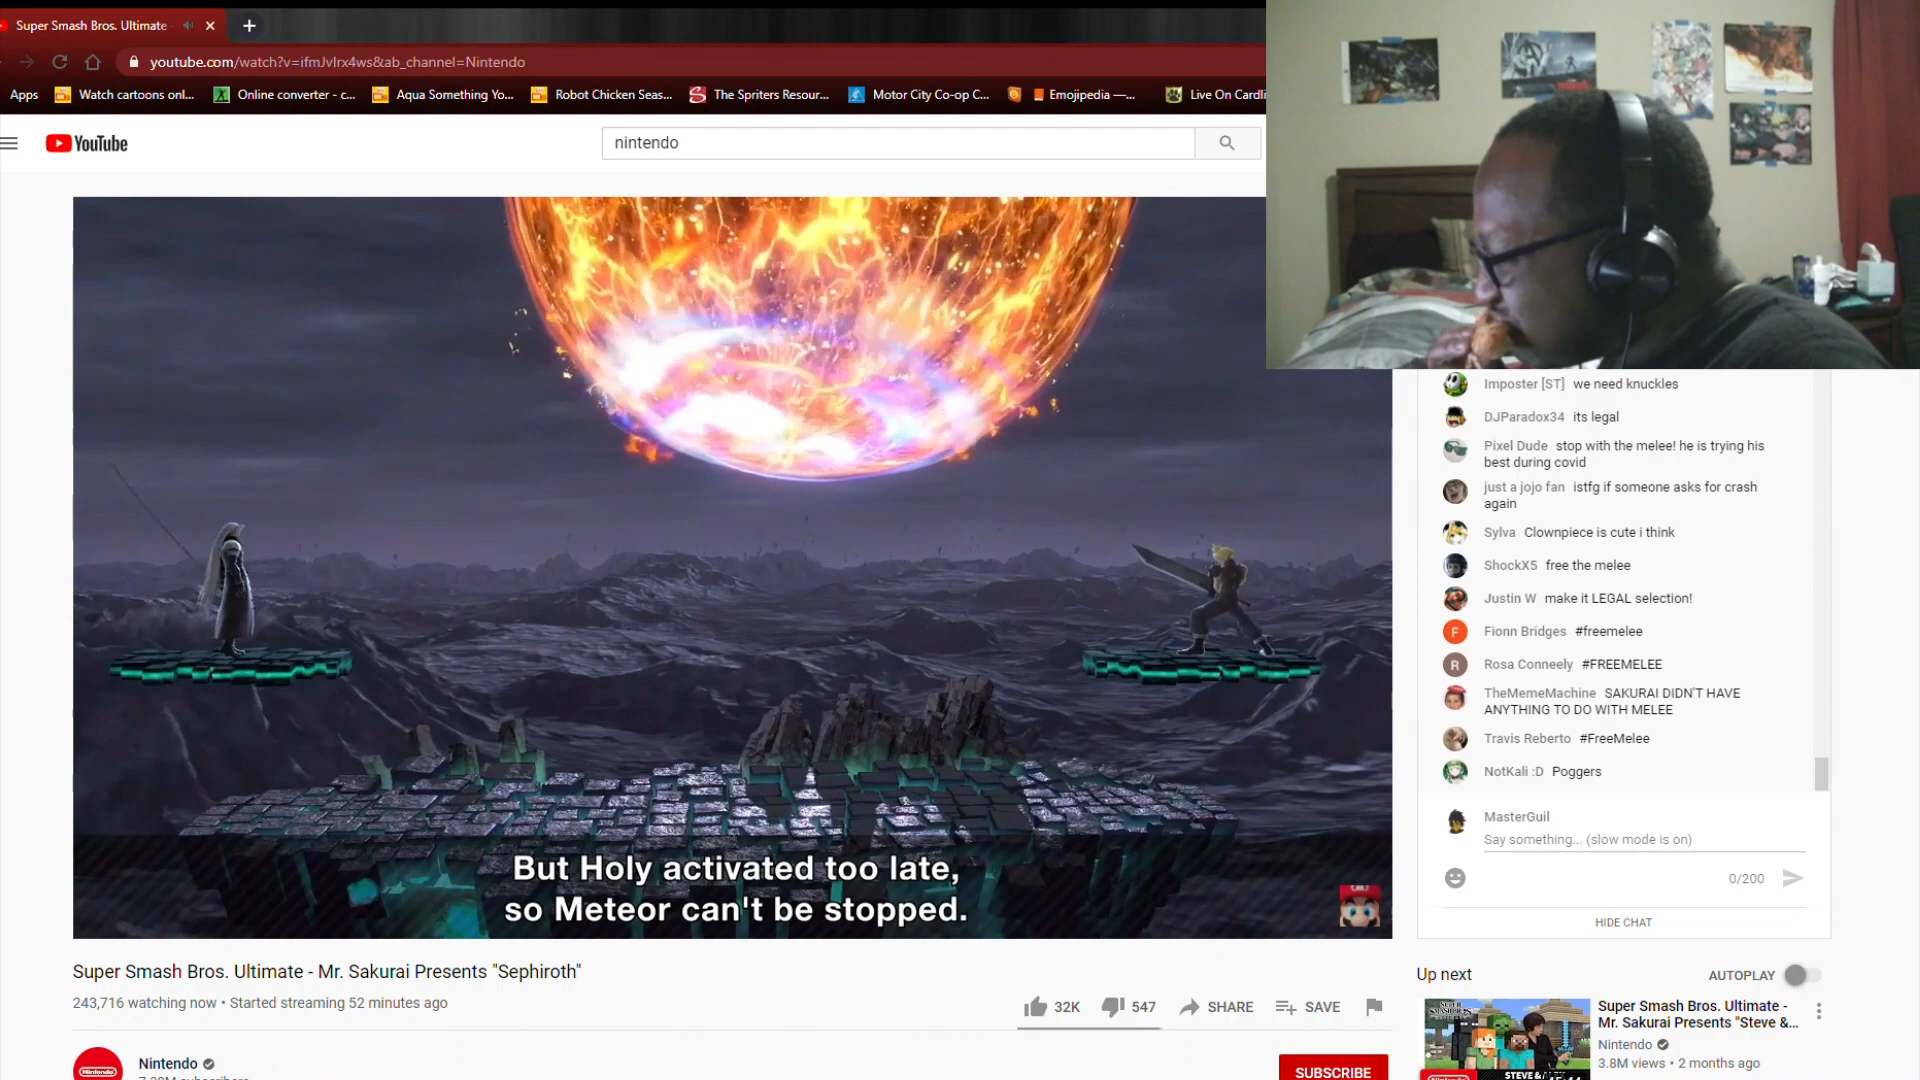 Super Smash Bros. Ultimate
youtube.com/watch?v=ifmJvlrx4ws&ab_channel=Nintendo
Apps
Watch cartoons onl...
Online converter - c...
Aqua Something Yo...
Robot Chicken Seas...
The Spriters Resour...
Motor City Co-op C...
Emojipedia —...
Live On Cardi
YouTube
nintendo
But Holy activated too late,
so Meteor can't be stopped.
Imposter [ST] we need knuckles
DJParadox34 its legal
Pixel Dude stop with the melee! he is trying his
best during covid
just a jojo fan istfg if someone asks for crash
again
Sylva Clownpiece is cute i think
ShockX5 free the melee
Justin W make it LEGAL selection!
F
Fionn Bridges #freemelee
R
Rosa Conneely #FREEMELEE
TheMemeMachine SAKURAI DIDN'T HAVE
ANYTHING TO DO WITH MELEE
Travis Reberto #FreeMelee
NotKali :D Poggers
MasterGuil
Say something... (slow mode is on)
0/200
HIDE CHAT
Super Smash Bros. Ultimate - Mr. Sakurai Presents "Sephiroth"
243,716 watching now • Started streaming 52 minutes ago
32K
547
SHARE
SAVE
Nintendo
Nintendo
SUBSCRIBE
Up next
AUTOPLAY
Super Smash Bros. Ultimate -
Mr. Sakurai Presents "Steve &...
Nintendo
3.8M views • 2 months ago